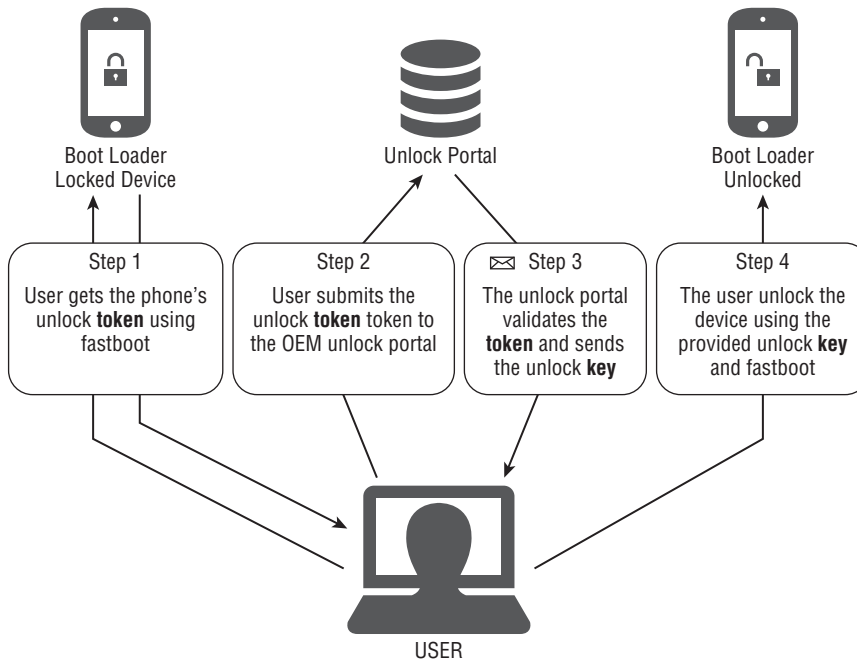 Boot Loader
Locked Device
Unlock Portal
Boot Loader
Unlocked
Step 1
User gets the phone's
unlock token using
fastboot
Step 2
User submits the
unlock token token to
the OEM unlock portal
Step 3
The unlock portal
validates the
token and sends
the unlock key
Step 4
The user unlock the
device using the
provided unlock key
and fastboot
USER